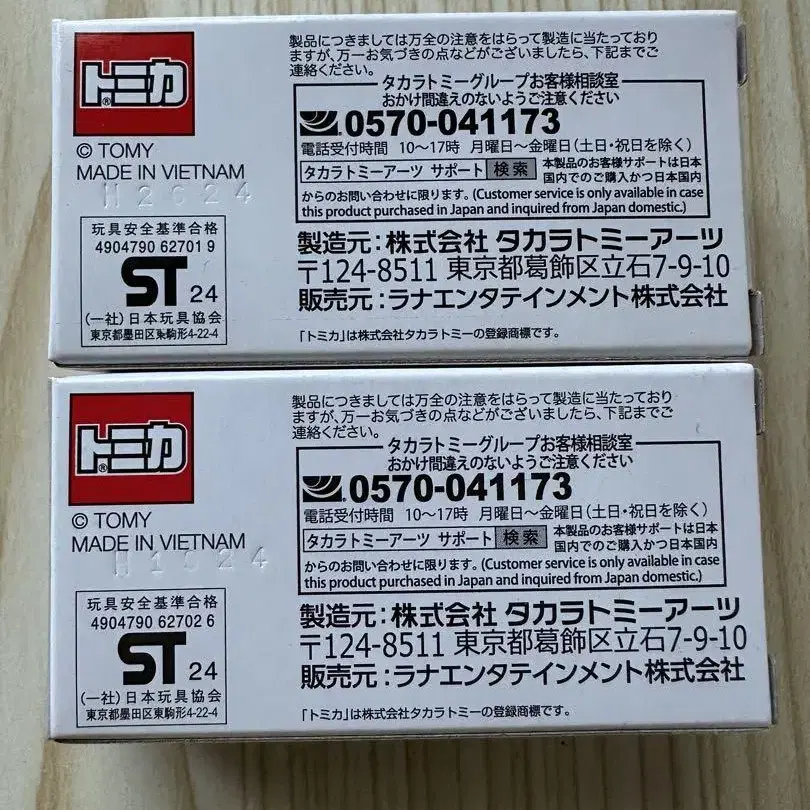 トミカ®
© TOMY
MADE IN VIETNAM
H2624
玩具安全基準合格
4904790 62701 9
ST 24
(一社)日本玩具協会
東京都墨田区東駒形4-22-4
製品につきましては万全の注意をはらって製造に当たっており
ますが、万一お気づきの点などがございましたら、下記までご
連絡ください。
タカラトミーグループお客様相談室
おかけ間違えのないようご注意ください
0570-041173
電話受付時間 10〜17時 月曜日〜金曜日(土日・祝日を除く)
タカラトミーアーツ サポート 検索 本製品のお客様サポートは日本
国内でのご購入かつ日本国内
からのお問い合わせに限ります。(Customer service is only available in case
this product purchased in Japan and inquired from Japan domestic.)
製造元:株式会社 タカラトミーアーツ
〒124-8511 東京都葛飾区立石7-9-10
販売元:ラナエンタテインメント株式会社
「トミカ」は株式会社タカラトミーの登録商標です。
トミカ®
© TOMY
MADE IN VIETNAM
玩具安全基準合格
4904790 62702 6
ST 24
(一社)日本玩具協会
東京都墨田区東駒形4-22-4
製品につきましては万全の注意をはらって製造に当たっており
ますが、万一お気づきの点などがございましたら、下記までご
連絡ください。
タカラトミーグループお客様相談室
おかけ間違えのないようご注意ください
0570-041173
電話受付時間 10〜17時 月曜日〜金曜日(土日・祝日を除く)
タカラトミーアーツ サポート 検索 本製品のお客様サポートは日本
国内でのご購入かつ日本国内
からのお問い合わせに限ります。(Customer service is only available in case
this product purchased in Japan and inquired from Japan domestic.)
製造元:株式会社 タカラトミーアーツ
〒124-8511 東京都葛飾区立石7-9-10
販売元:ラナエンタテインメント株式会社
「トミカ」は株式会社タカラトミーの登録商標です。